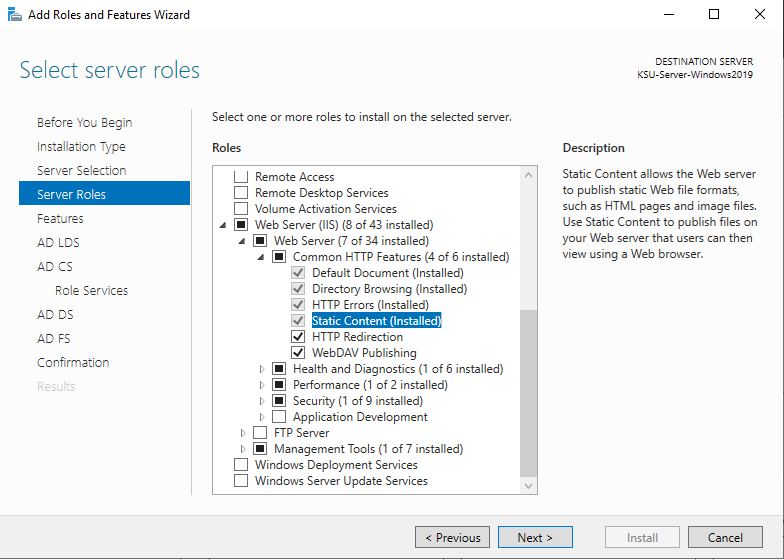 Add Roles and Features Wizard
Select server roles
DESTINATION SERVER
KSU-Server-Windows2019
Before You Begin
Installation Type
Server Selection
Server Roles
Features
AD LDS
AD CS
Role Services
AD DS
AD FS
Confirmation
Results
Select one or more roles to install on the selected server.
Roles
Remote Access
Remote Desktop Services
Volume Activation Services
Web Server (IIS) (8 of 43 installed)
Web Server (7 of 34 installed)
Common HTTP Features (4 of 6 installed)
Default Document (Installed)
Directory Browsing (Installed)
HTTP Errors (Installed)
Static Content (Installed)
HTTP Redirection
WebDAV Publishing
Health and Diagnostics (1 of 6 installed)
Performance (1 of 2 installed)
Security (1 of 9 installed)
Application Development
FTP Server
Management Tools (1 of 7 installed)
Windows Deployment Services
Windows Server Update Services
Description
Static Content allows the Web server
to publish static Web file formats,
such as HTML pages and image files.
Use Static Content to publish files on
your Web server that users can then
view using a Web browser.
< Previous
Next >
Install
Cancel